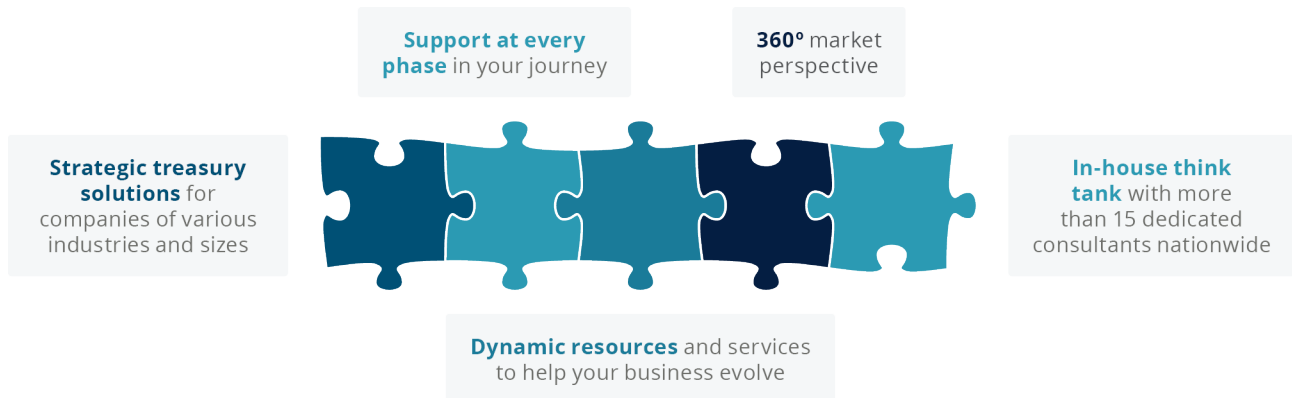 Support at every
phase in your journey
360º market
perspective
Strategic treasury
solutions for
companies of various
industries and sizes
In-house think
tank with more
than 15 dedicated
consultants nationwide
Dynamic resources and services
to help your business evolve